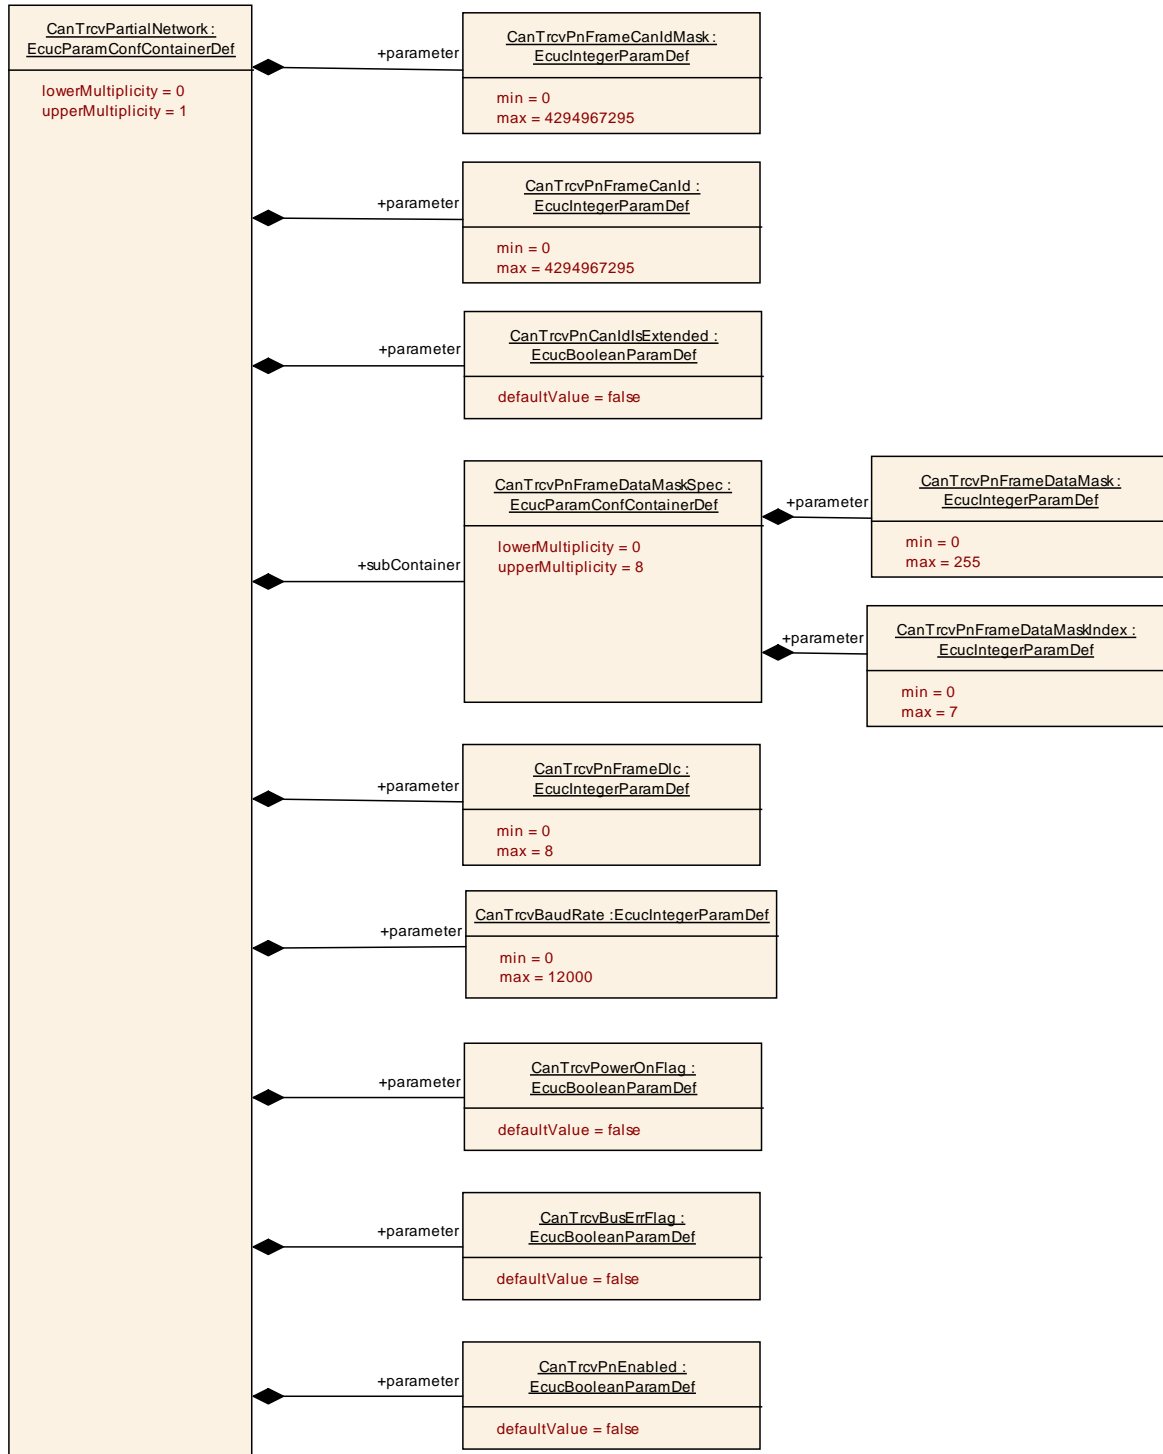 CanTrcvPartialNetwork :
EcucParamConfContainerDef
lowerMultiplicity = 0
upperMultiplicity = 1
+parameter
CanTrcvPnFrameCanIdMask :
EcucIntegerParamDef
min = 0
max = 4294967295
+parameter
CanTrcvPnFrameCanId :
EcucIntegerParamDef
min = 0
max = 4294967295
+parameter
CanTrcvPnCanIdIsExtended :
EcucBooleanParamDef
defaultValue = false
+subContainer
CanTrcvPnFrameDataMaskSpec :
EcucParamConfContainerDef
lowerMultiplicity = 0
upperMultiplicity = 8
+parameter
CanTrcvPnFrameDataMask :
EcucIntegerParamDef
min = 0
max = 255
+parameter
CanTrcvPnFrameDataMaskIndex :
EcucIntegerParamDef
min = 0
max = 7
+parameter
CanTrcvPnFrameDlc :
EcucIntegerParamDef
min = 0
max = 8
+parameter
CanTrcvBaudRate :EcucIntegerParamDef
min = 0
max = 12000
+parameter
CanTrcvPowerOnFlag :
EcucBooleanParamDef
defaultValue = false
+parameter
CanTrcvBusErrFlag :
EcucBooleanParamDef
defaultValue = false
+parameter
CanTrcvPnEnabled :
EcucBooleanParamDef
defaultValue = false